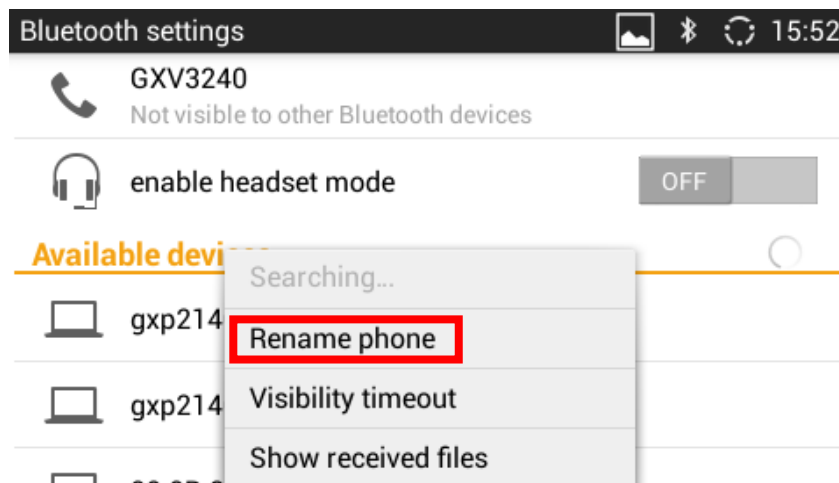 Bluetooth settings 15:52
GXV3240
Not visible to other Bluetooth devices
enable headset mode OFF
Available
Searching...
gxp214
Rename phone
gxp214
Visibility timeout
Show received files